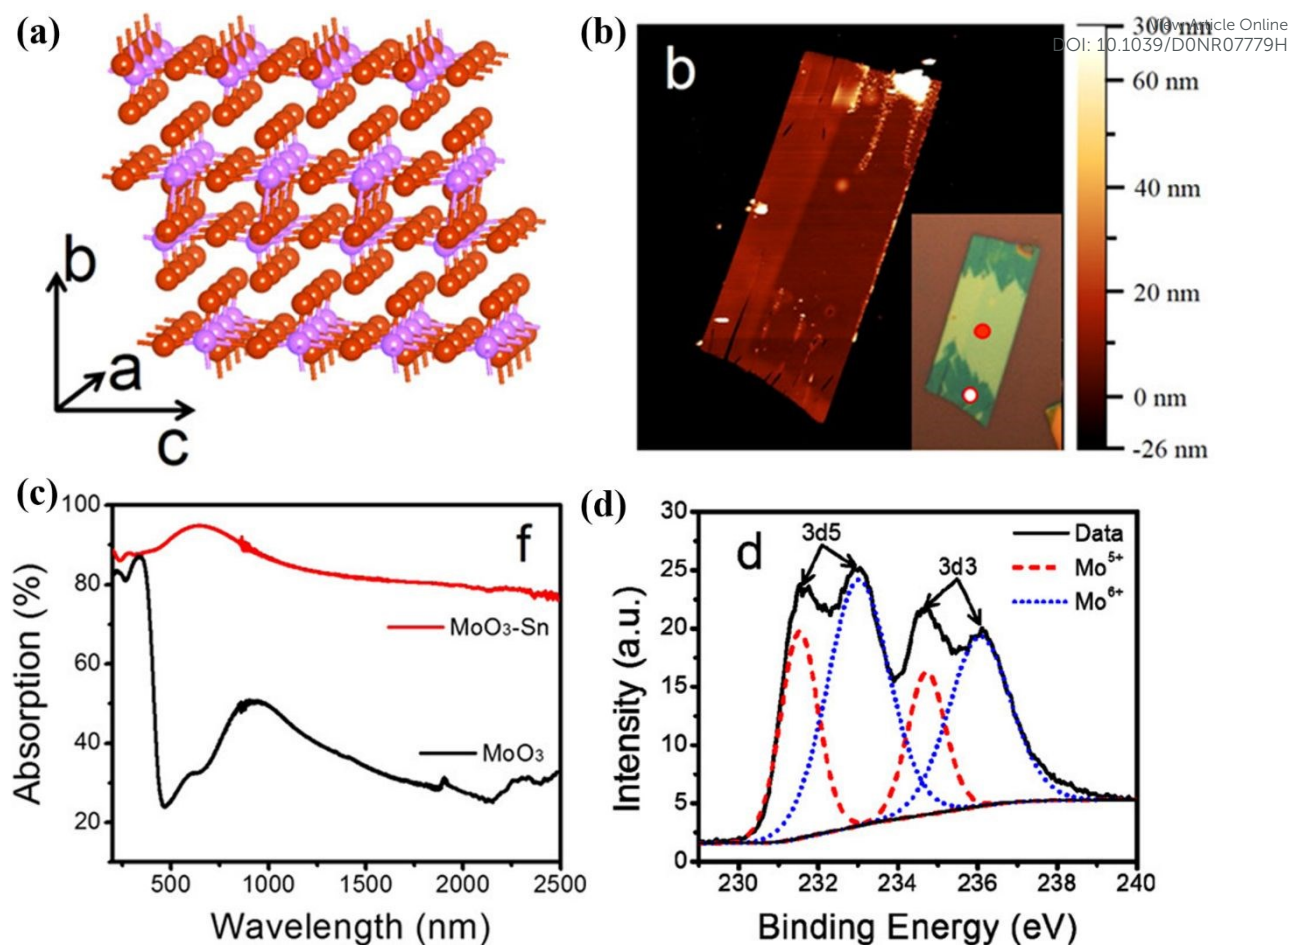 (a)
b
a
c
(b)
b
View Article Online
DOI: 10.1039/D0NR07779H
300 nm
60 nm
40 nm
20 nm
0 nm
-26 nm
(c)
f
Absorption (%)
100
80
60
40
20
MoO₃-Sn
MoO₃
500
1000
1500
2000
2500
Wavelength (nm)
(d)
d
Intensity (a.u.)
30
25
20
15
10
5
0
3d5
3d3
Data
Mo⁵⁺
Mo⁶⁺
230
232
234
236
238
240
Binding Energy (eV)